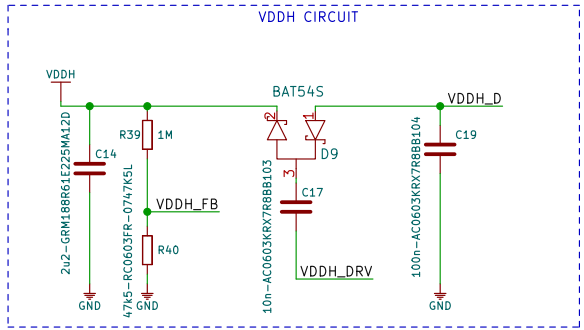 VDDH CIRCUIT
VDDH
BAT54S
VDDH_D
2
1
R39
1M
C14
C19
D9
3
C17
2u2-GRM188R61E225MA12D
47k5-RC0603FR-0747K5L
10n-AC0603KRX7R8BB103
100n-AC0603KRX7R8BB104
VDDH_FB
R40
VDDH_DRV
GND
GND
GND